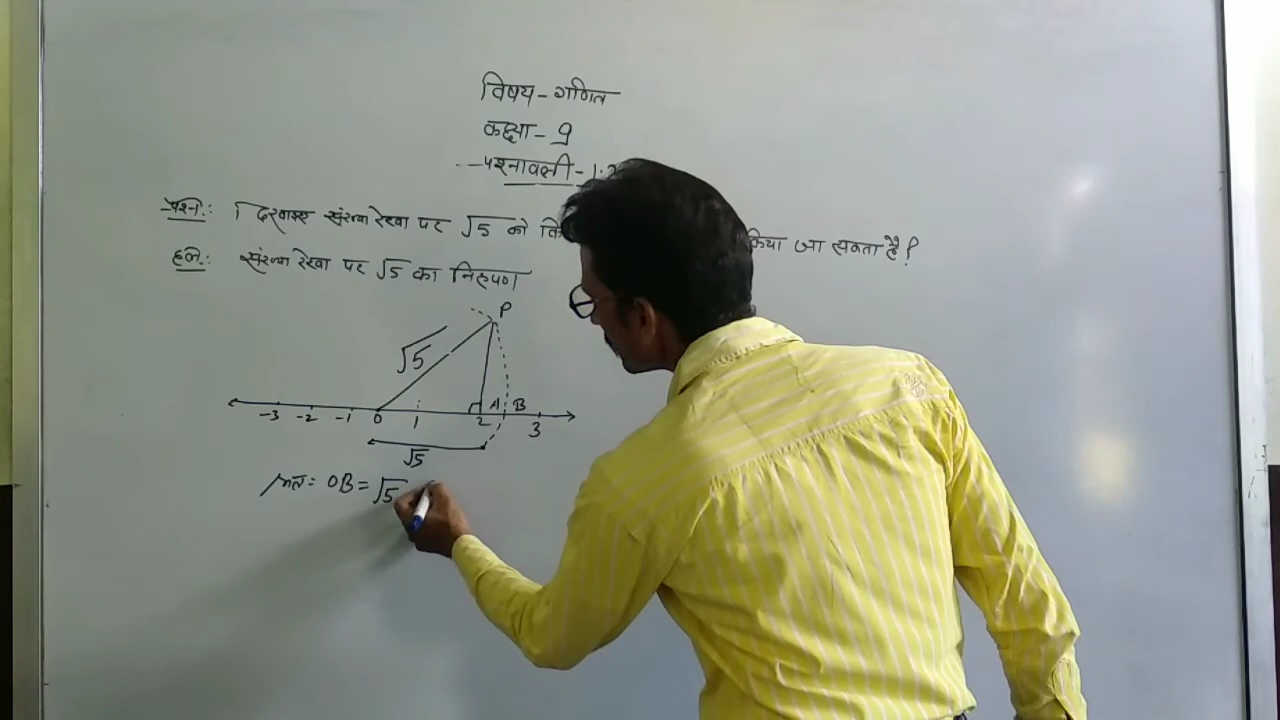 विषय - गणित
कक्षा - 9
प्रश्नावली - 1.2
प्रश्न: दिखाइए संख्या रेखा पर √5 को किया जा सकता है?
हल: संख्या रेखा पर √5 का निरूपण
P
√5
A B
-3 -2 -1 0 1 2 3
√5
अतः OB = √5